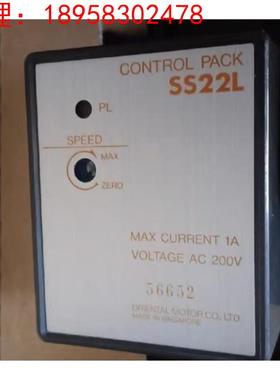 理：18958302478
CONTROL PACK
SS22L
PL
SPEED
MAX
ZERO
MAX CURRENT 1A
VOLTAGE AC 200V
56652
ORIENTAL MOTOR CO., LTD
MADE IN SINGAPORE